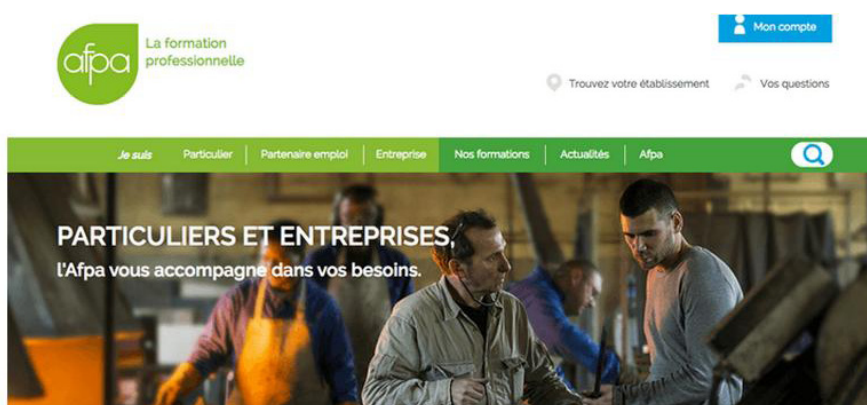 Mon compte
afpa
La formation
professionnelle
Trouvez votre établissement
Vos questions
Je suis
Particulier
Partenaire emploi
Entreprise
Nos formations
Actualités
Afpa
PARTICULIERS ET ENTREPRISES,
l'Afpa vous accompagne dans vos besoins.